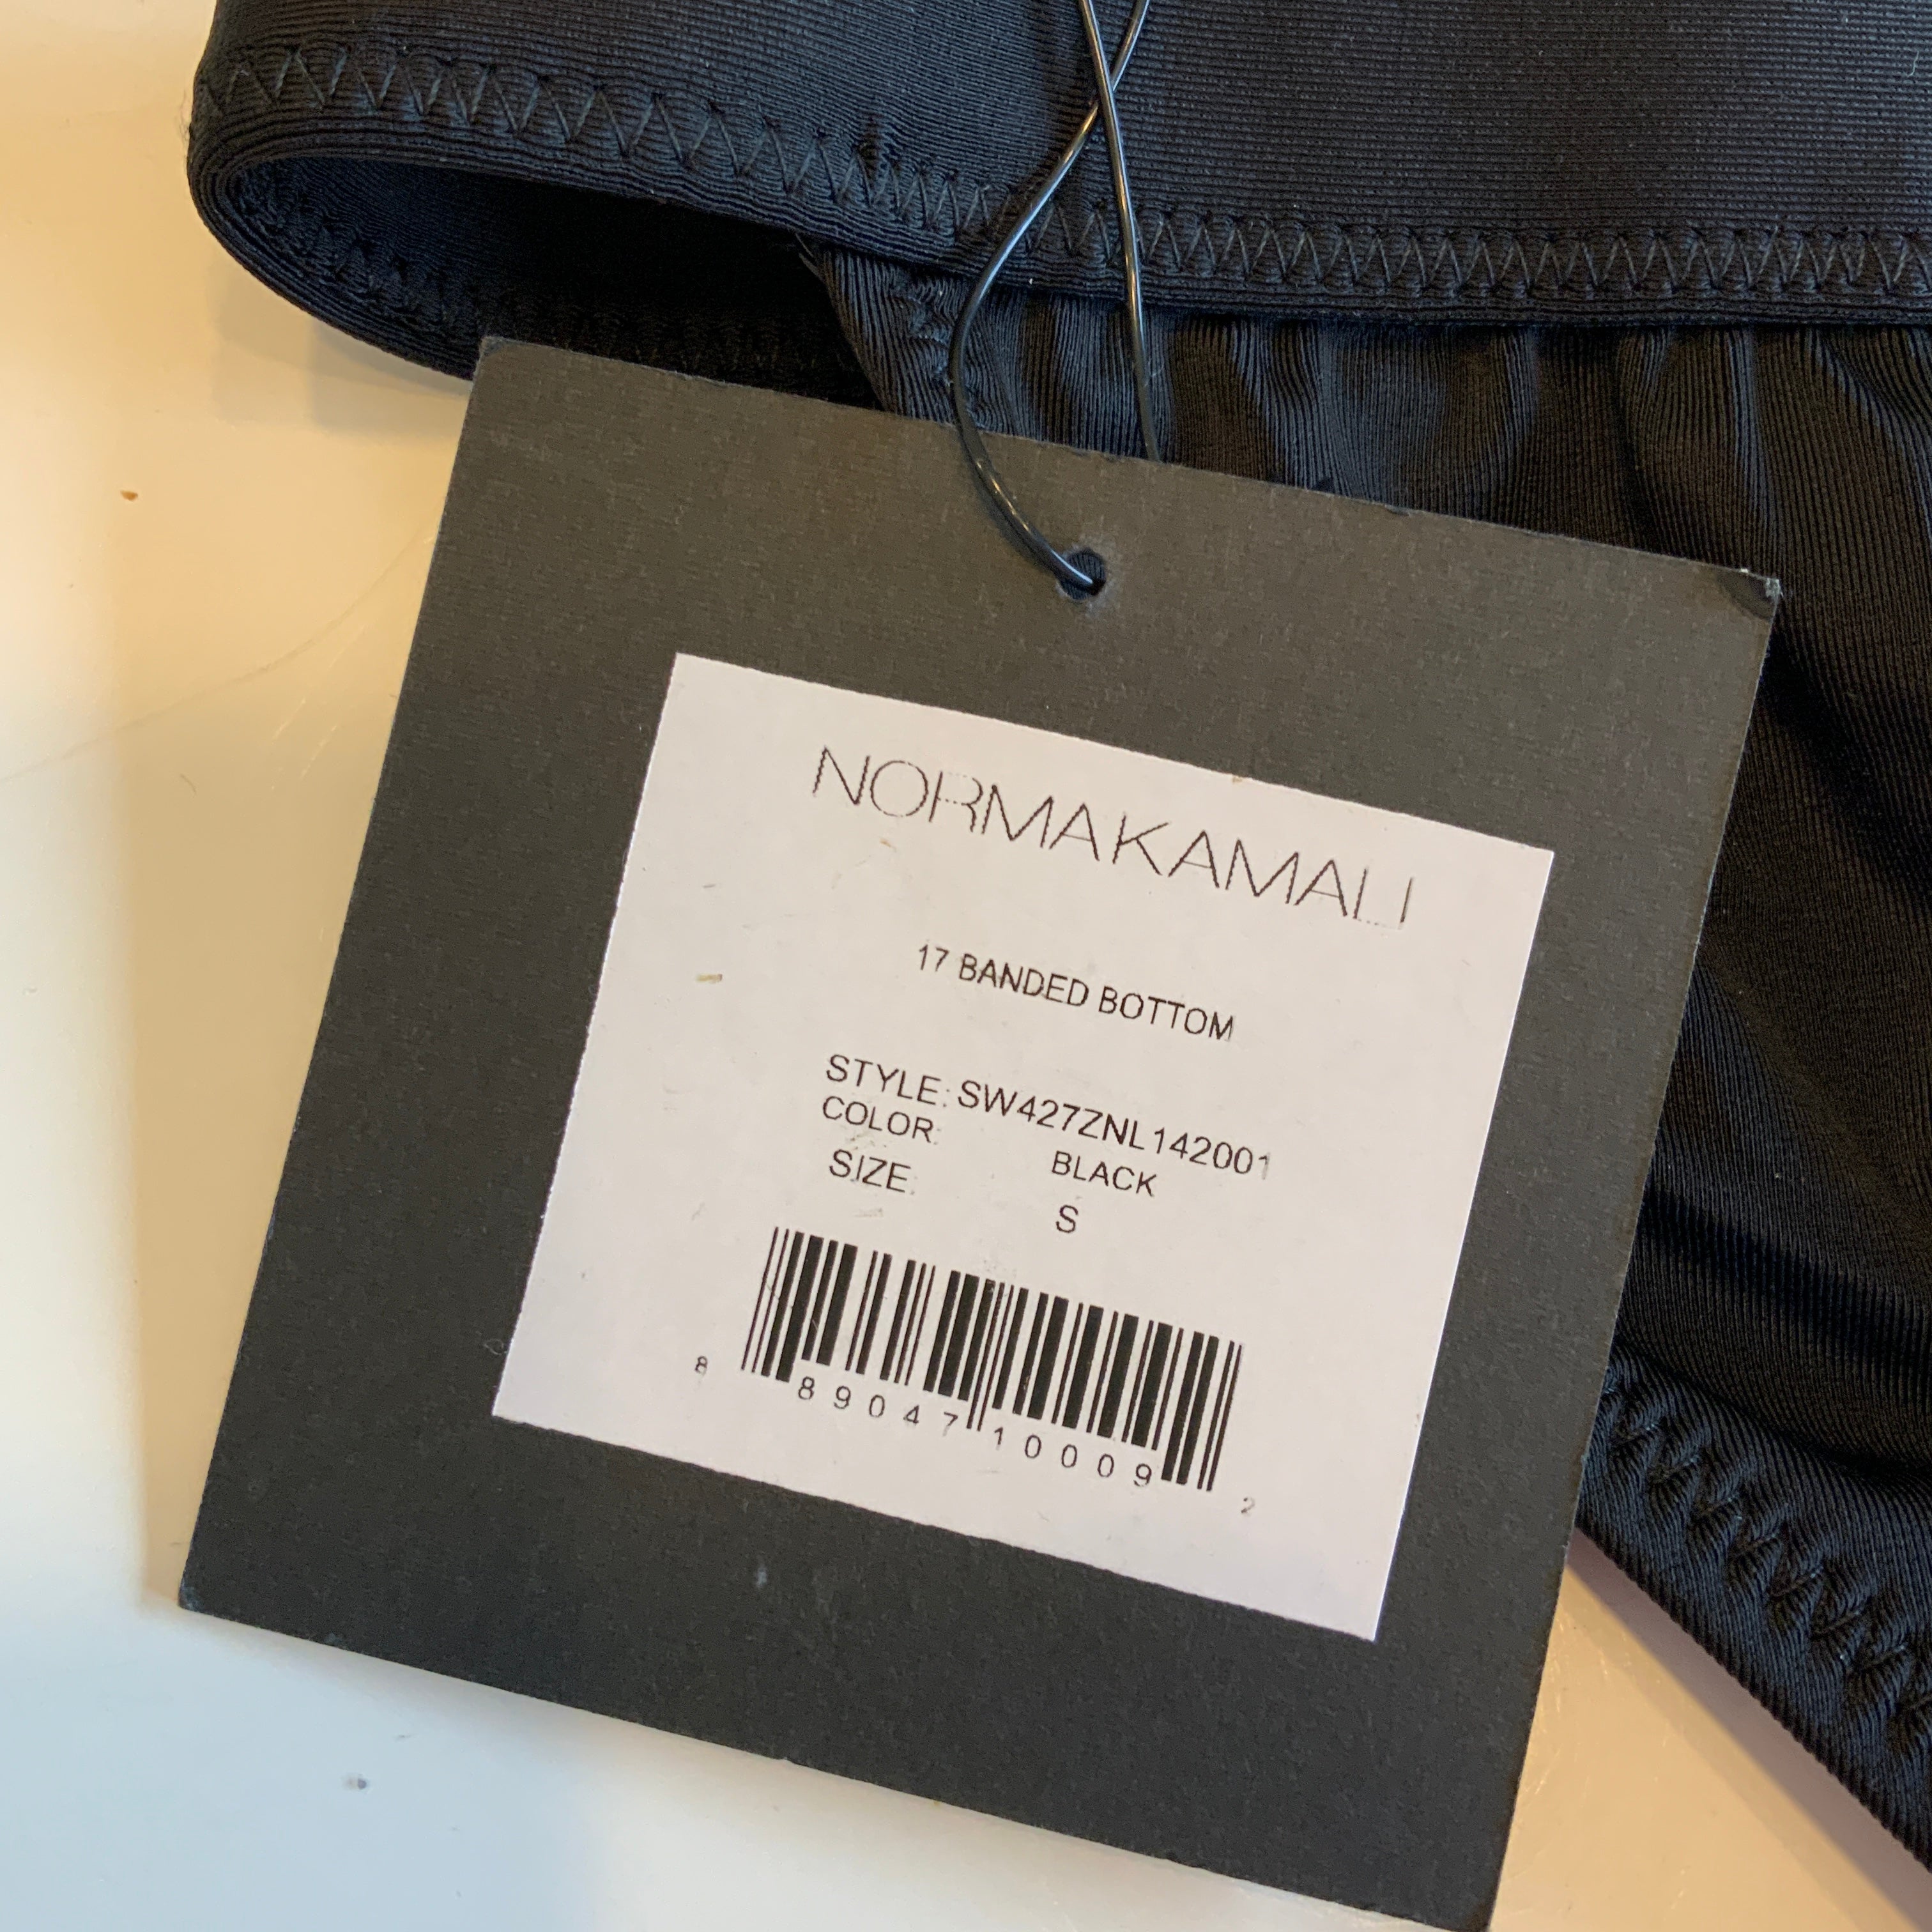 NORMAKAMALI
17 BANDED BOTTOM
STYLE: SW427ZNL142001
COLOR: BLACK
SIZE: S
8 89047 10009 2